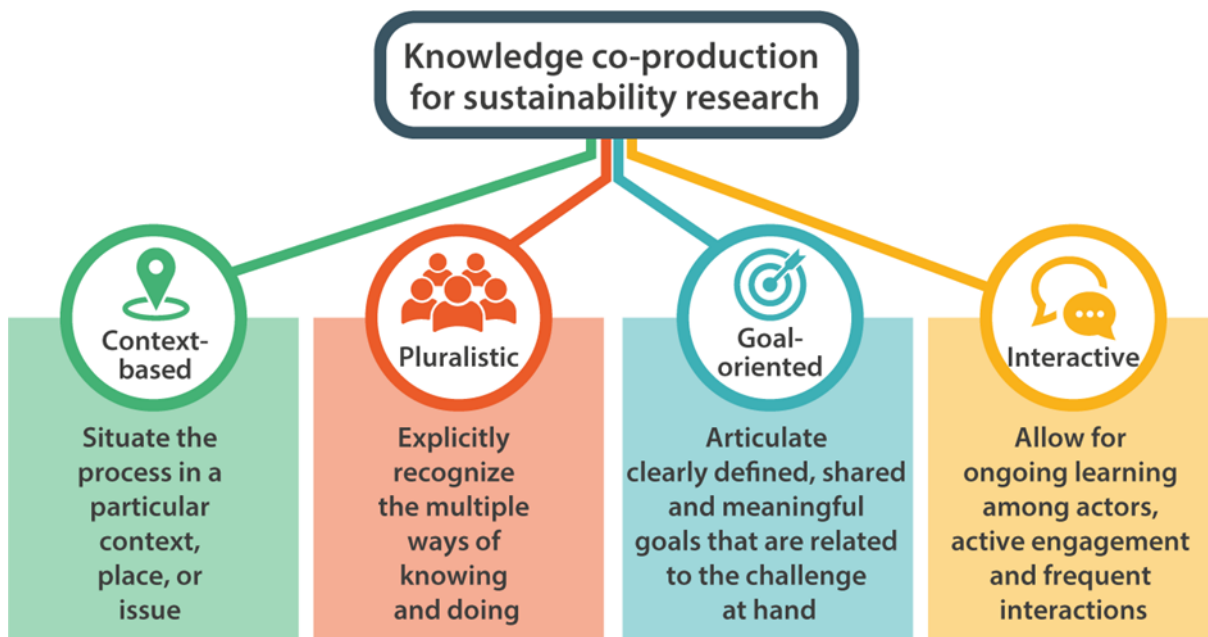 Knowledge co-production
for sustainability research
Context-
based
Situate the
process in a
particular
context,
place, or
issue
Pluralistic
Explicitly
recognize
the multiple
ways of
knowing
and doing
Goal-
oriented
Articulate
clearly defined, shared
and meaningful
goals that are related
to the challenge
at hand
Interactive
Allow for
ongoing learning
among actors,
active engagement
and frequent
interactions